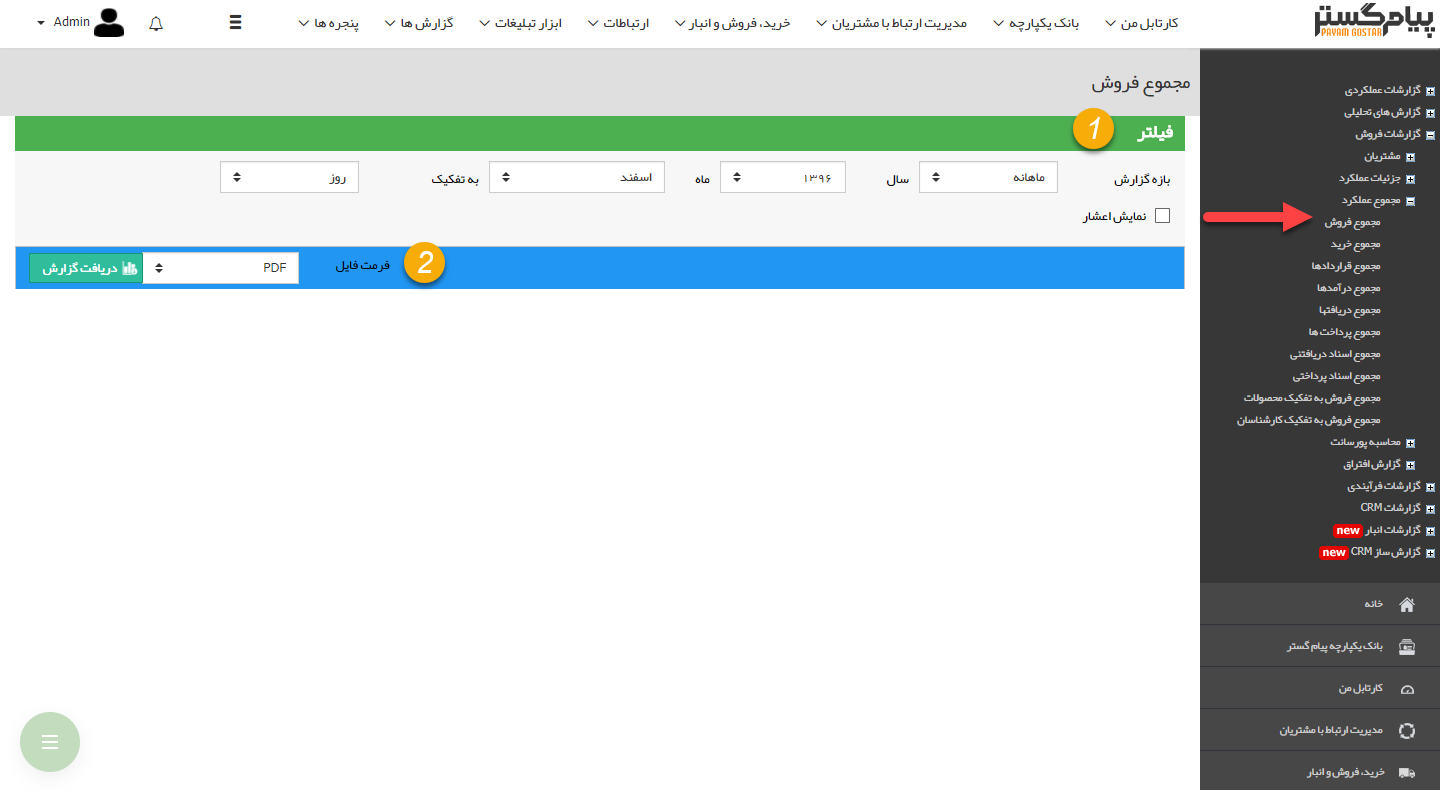 پیام‌گستر
PAYAM GOSTAR
کارتابل من
بانک یکپارچه
مدیریت ارتباط با مشتریان
خرید، فروش و انبار
ارتباطات
ابزار تبلیغات
گزارش ها
پنجره ها
Admin
مجموع فروش
فیلتر
1
بازه گزارش
ماهانه
سال
۱۳۹۶
ماه
اسفند
به تفکیک
روز
نمایش اعشار
2
فرمت فایل
PDF
دریافت گزارش
گزارشات عملکردی
گزارش های تحلیلی
گزارشات فروش
مشتریان
جزئیات عملکرد
مجموع عملکرد
مجموع فروش
مجموع خرید
مجموع قراردادها
مجموع درآمدها
مجموع دریافتها
مجموع پرداخت ها
مجموع اسناد دریافتنی
مجموع اسناد پرداختی
مجموع فروش به تفکیک محصولات
مجموع فروش به تفکیک کارشناسان
محاسبه پورسانت
گزارش افتراق
گزارشات فرآیندی
گزارشات CRM
گزارشات انبار new
گزارش ساز CRM new
خانه
بانک یکپارچه پیام گستر
کارتابل من
مدیریت ارتباط با مشتریان
خرید، فروش و انبار